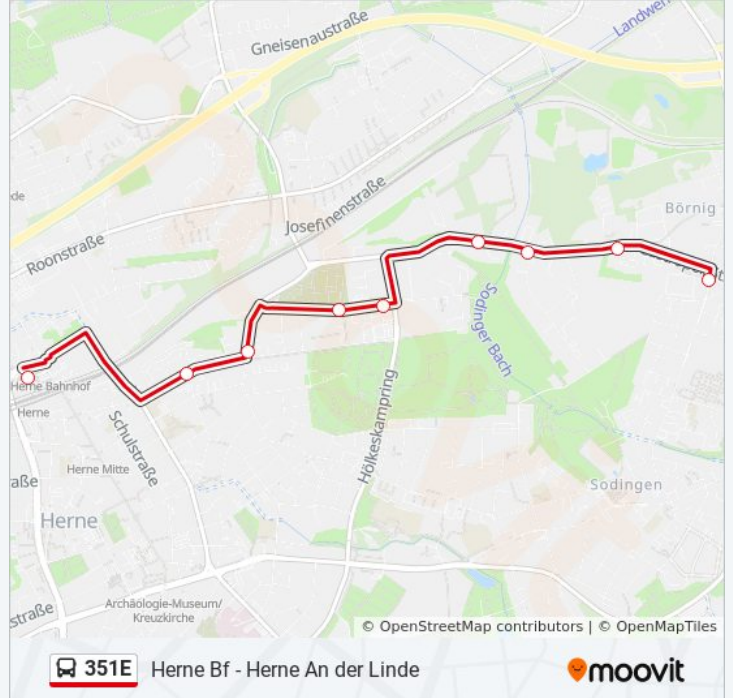 Landwehr
Gneisenaustraße
de
Börnig
Josefinenstraße
Roonstraße
Sodinger Bach
Herne Bahnhof
Herne
Schulstraße
Hölkeskampring
Herne Mitte
aße
Sodingen
Herne
Archäologie-Museum/
Kreuzkirche
straße
© OpenStreetMap contributors | © OpenMapTiles
351E Herne Bf - Herne An der Linde
moovit